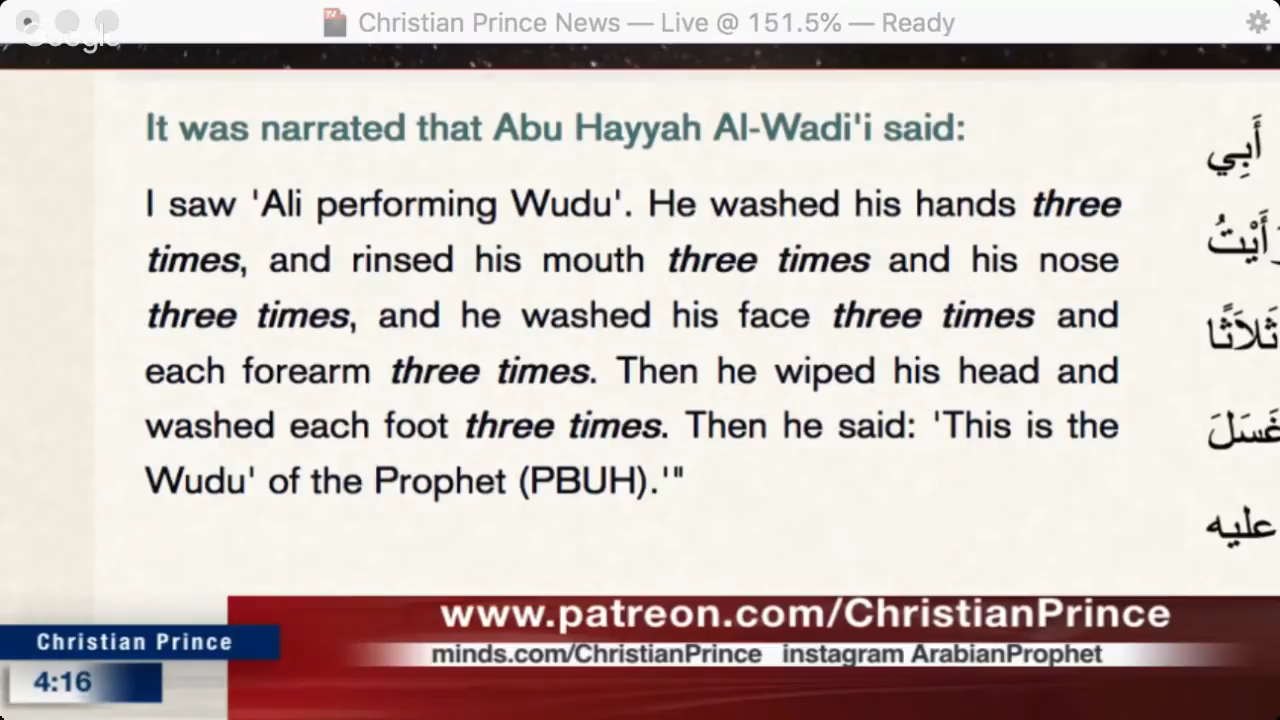 Christian Prince News — Live @ 151.5% — Ready
Google
It was narrated that Abu Hayyah Al-Wadi'i said:
I saw 'Ali performing Wudu'. He washed his hands three
times, and rinsed his mouth three times and his nose
three times, and he washed his face three times and
each forearm three times. Then he wiped his head and
washed each foot three times. Then he said: 'This is the
Wudu' of the Prophet (PBUH).'"
أَبِي
رَأَيْتُ
ثَلاَثًا
غَسَلَ
عليه
www.patreon.com/ChristianPrince
Christian Prince
minds.com/ChristianPrince instagram ArabianProphet
4:16